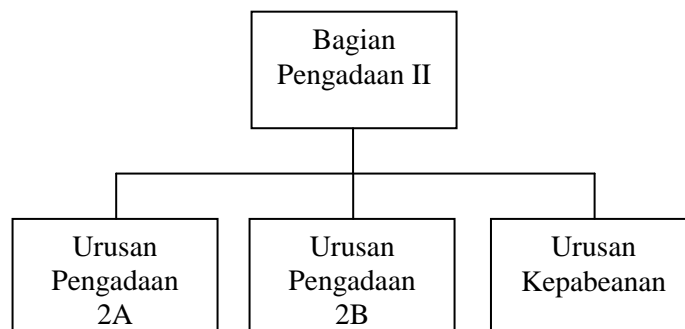 Bagian
Pengadaan II
Urusan
Pengadaan
2A
Urusan
Pengadaan
2B
Urusan
Kepabeanan